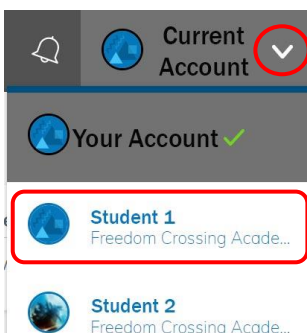 Current
Account
Your Account
Student 1
Freedom Crossing Acade...
Student 2
Freedom Crossing Acade...